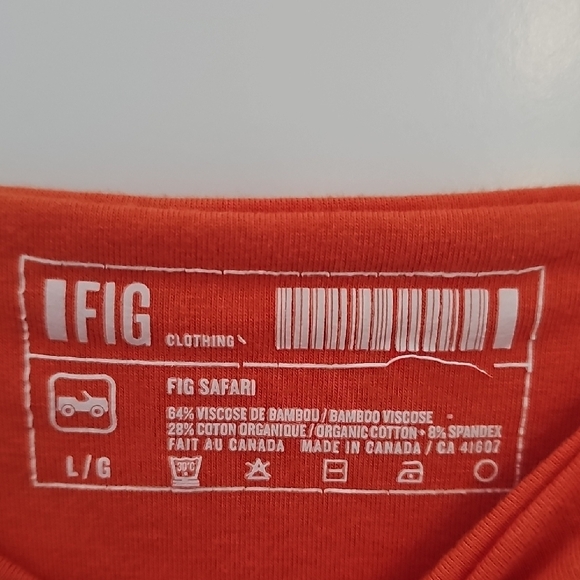 FIG CLOTHING
FIG SAFARI
64% VISCOSE DE BAMBOU / BAMBOO VISCOSE
28% COTON ORGANIQUE / ORGANIC COTTON + 8% SPANDEX
FAIT AU CANADA MADE IN CANADA / CA 41607
L/G
30°C